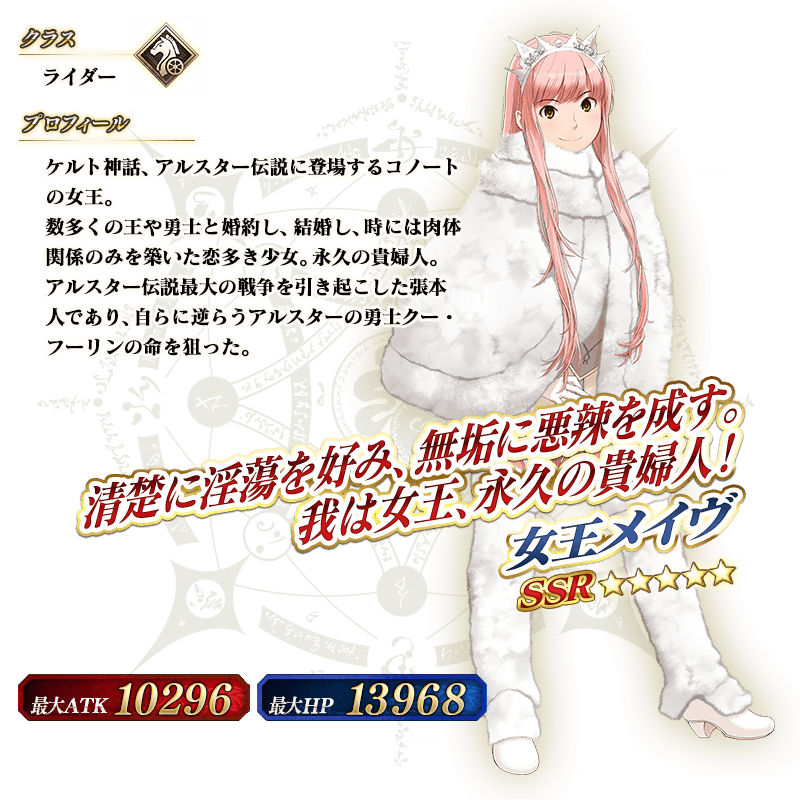 クラス
ライダー
プロフィール
ケルト神話、アルスター伝説に登場するコノート
の女王。
数多くの王や勇士と婚約し、結婚し、時には肉体
関係のみを築いた恋多き少女。永久の貴婦人。
アルスター伝説最大の戦争を引き起こした張本
人であり、自らに逆らうアルスターの勇士クー・
フーリンの命を狙った。
清楚に淫蕩を好み、無垢に悪辣を成す。
我は女王、永久の貴婦人!
女王メイヴ
SSR
最大ATK 10296
最大HP 13968